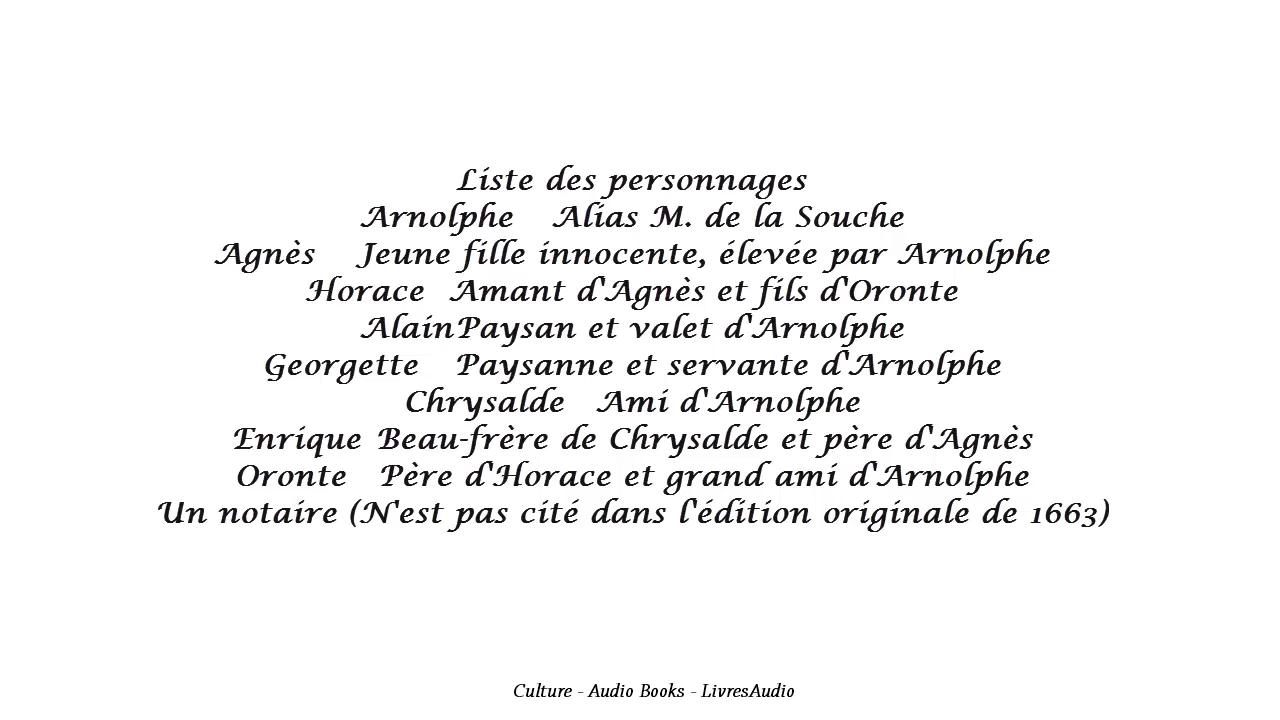 Liste des personnages
Arnolphe Alias M. de la Souche
Agnès Jeune fille innocente, élevée par Arnolphe
Horace Amant d'Agnès et fils d'Oronte
AlainPaysan et valet d'Arnolphe
Georgette Paysanne et servante d'Arnolphe
Chrysalde Ami d'Arnolphe
Enrique Beau-frère de Chrysalde et père d'Agnès
Oronte Père d'Horace et grand ami d'Arnolphe
Un notaire (N'est pas cité dans l'édition originale de 1663)
Culture - Audio Books - LivresAudio